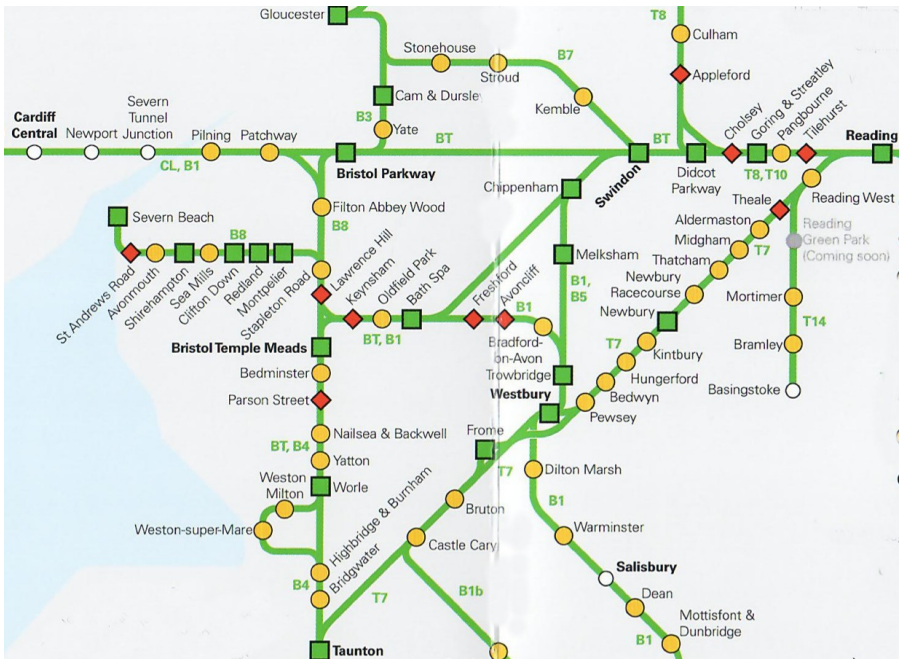 Gloucester
T8
Culham
Stonehouse
B7
Stroud
Appleford
Cam & Dursle
Kemble
Cardiff
Central
Newport
Severn
Tunnel
Junction
Pilning
Patchway
B3
Yate
BT
BT
Cholsey
Goring & Streatley
Pangbourne
Tilehurst
Reading
CL, B1
Bristol Parkway
Swindon
Didcot
Parkway
T8, T10
Chippenham
Theale
Reading West
Severn Beach
Filton Abbey Wood
B8
B8
Aldermaston
Reading
Green Park
(Coming soon)
Midgham
T7
Melksham
Thatcham
St Andrews Road
Avonmouth
Shirehampton
Sea Mills
Clifton Down
Redland
Montpelier
Stapleton Road
Lawrence Hill
Keynsham
Oldfield Park
Bath Spa
Freshford
Avoncliff
B1,
B5
Newbury
Racecourse
Mortimer
B1
Newbury
T14
BT, B1
Bradford-
on-Avon
Bristol Temple Meads
T7
Kintbury
Bramley
Bedminster
Trowbridge
Hungerford
Parson Street
Westbury
Bedwyn
Basingstoke
Pewsey
Nailsea & Backwell
Frome
BT, B4
Yatton
T7
Dilton Marsh
Weston
Milton
Worle
B1
Bruton
Weston-super-Mare
Highbridge & Burnham
Warminster
Castle Cary
Bridgwater
Salisbury
B4
T7
B1b
Dean
Mottisfont &
Dunbridge
B1
Taunton